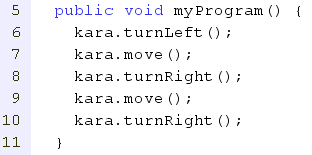 5 public void myProgram() {
6 kara.turnLeft();
7 kara.move();
8 kara.turnRight();
9 kara.move();
10 kara.turnRight();
11 }